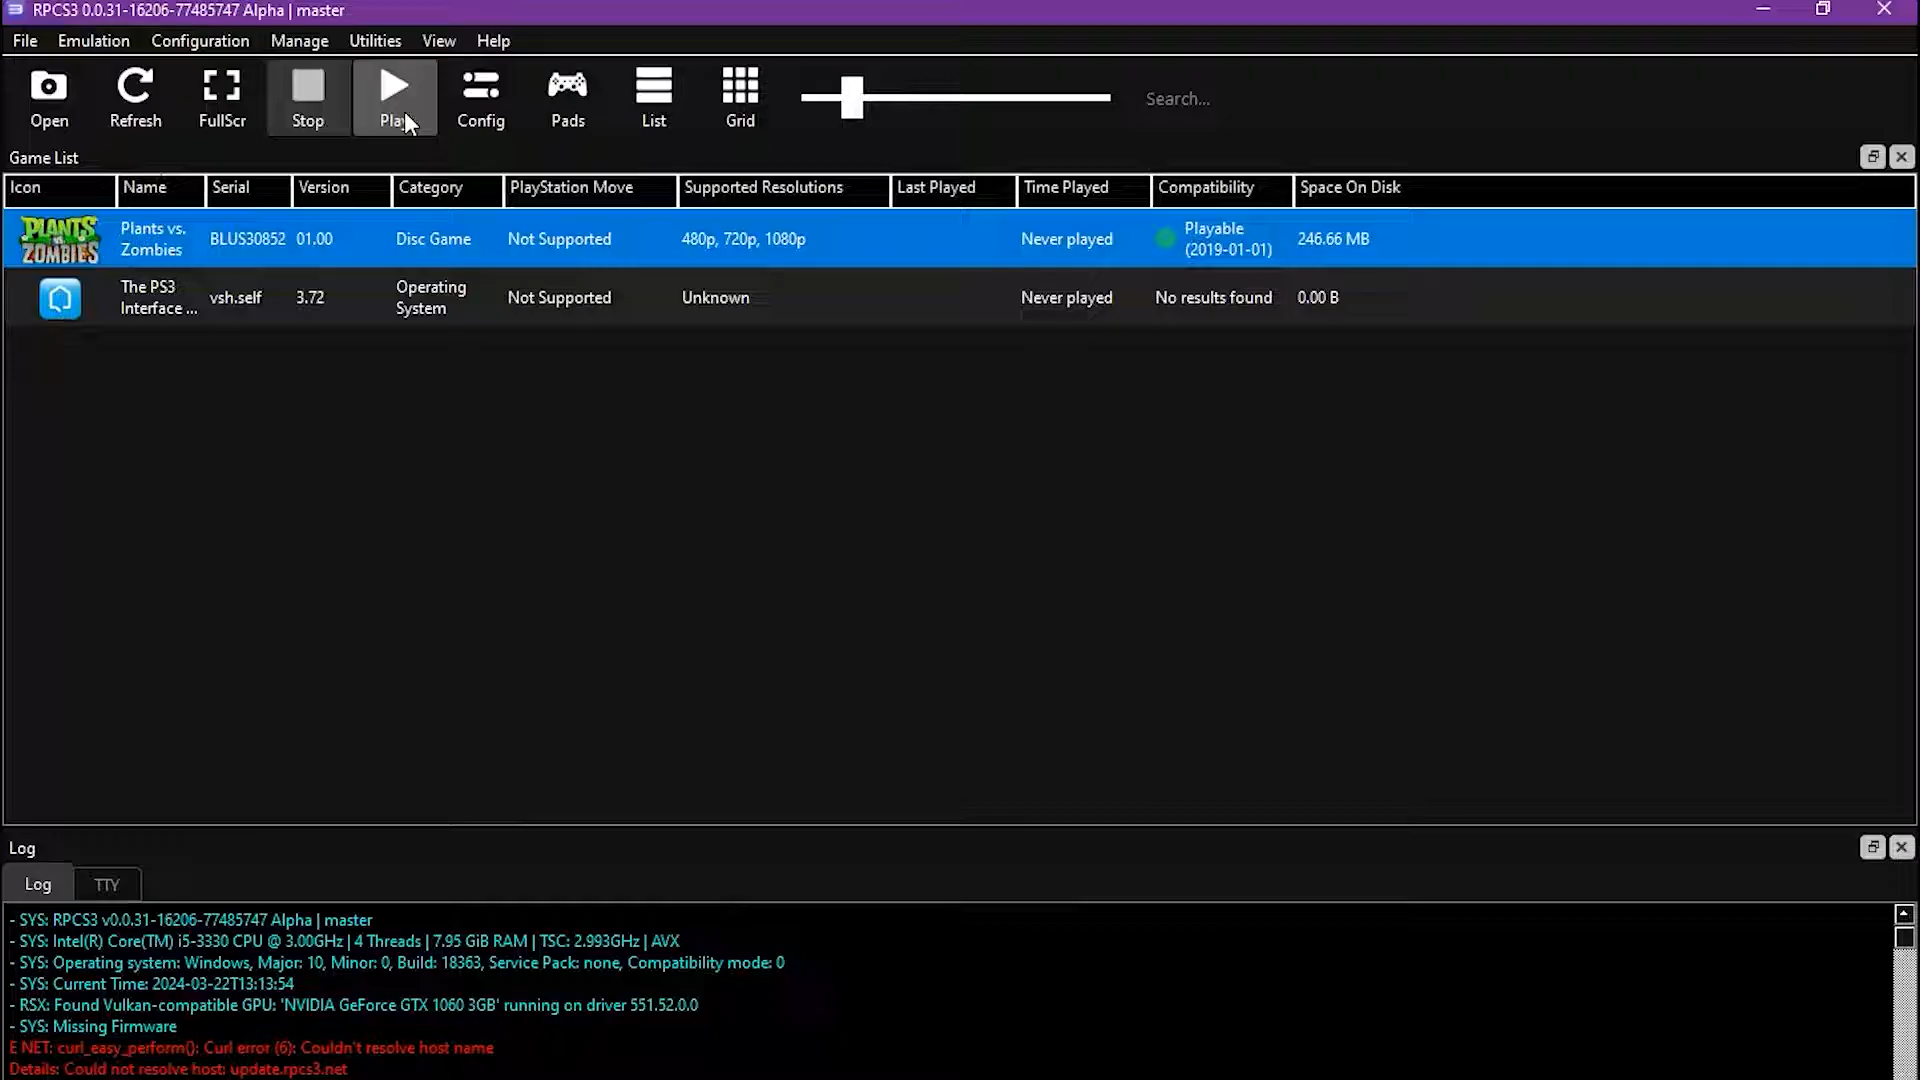 RPCS3 0.0.31-16206-77485747 Alpha | master
File Emulation Configuration Manage Utilities View Help
Open Refresh FullScr Stop Play Config Pads List Grid Search...
Game List
Icon Name Serial Version Category PlayStation Move Supported Resolutions Last Played Time Played Compatibility Space On Disk
PLANTS VS. ZOMBIES
Plants vs. Zombies BLUS30852 01.00 Disc Game Not Supported 480p, 720p, 1080p Never played Playable (2019-01-01) 246.66 MB
The PS3 Interface ... vsh.self 3.72 Operating System Not Supported Unknown Never played No results found 0.00 B
Log
Log TTY
- SYS: RPCS3 v0.0.31-16206-77485747 Alpha | master
- SYS: Intel(R) Core(TM) i5-3330 CPU @ 3.00GHz | 4 Threads | 7.95 GiB RAM | TSC: 2.993GHz | AVX
- SYS: Operating system: Windows, Major: 10, Minor: 0, Build: 18363, Service Pack: none, Compatibility mode: 0
- SYS: Current Time: 2024-03-22T13:13:54
- RSX: Found Vulkan-compatible GPU: 'NVIDIA GeForce GTX 1060 3GB' running on driver 551.52.0.0
- SYS: Missing Firmware
E NET: curl_easy_perform(): Curl error (6): Couldn't resolve host name
Details: Could not resolve host: update.rpcs3.net